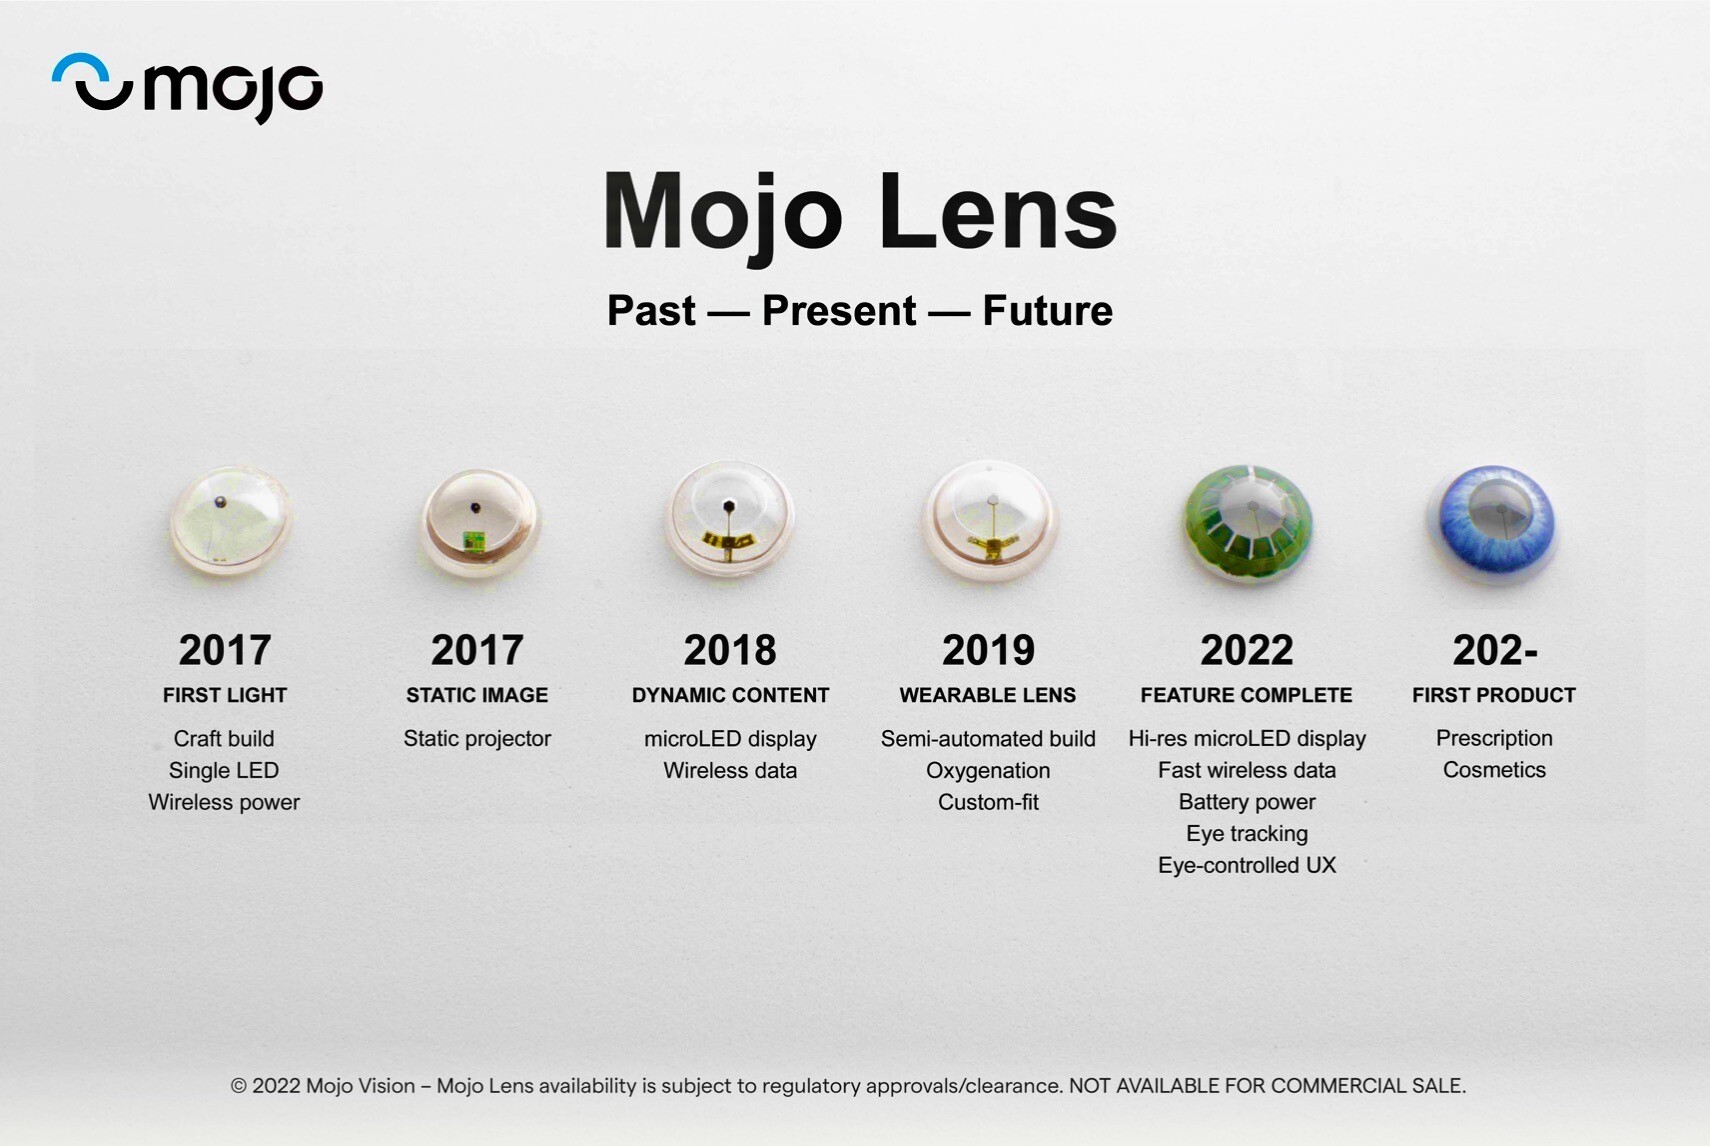 mojo
Mojo Lens
Past — Present — Future
2017
FIRST LIGHT
Craft build
Single LED
Wireless power
2017
STATIC IMAGE
Static projector
2018
DYNAMIC CONTENT
microLED display
Wireless data
2019
WEARABLE LENS
Semi-automated build
Oxygenation
Custom-fit
2022
FEATURE COMPLETE
Hi-res microLED display
Fast wireless data
Battery power
Eye tracking
Eye-controlled UX
202-
FIRST PRODUCT
Prescription
Cosmetics
© 2022 Mojo Vision – Mojo Lens availability is subject to regulatory approvals/clearance. NOT AVAILABLE FOR COMMERCIAL SALE.